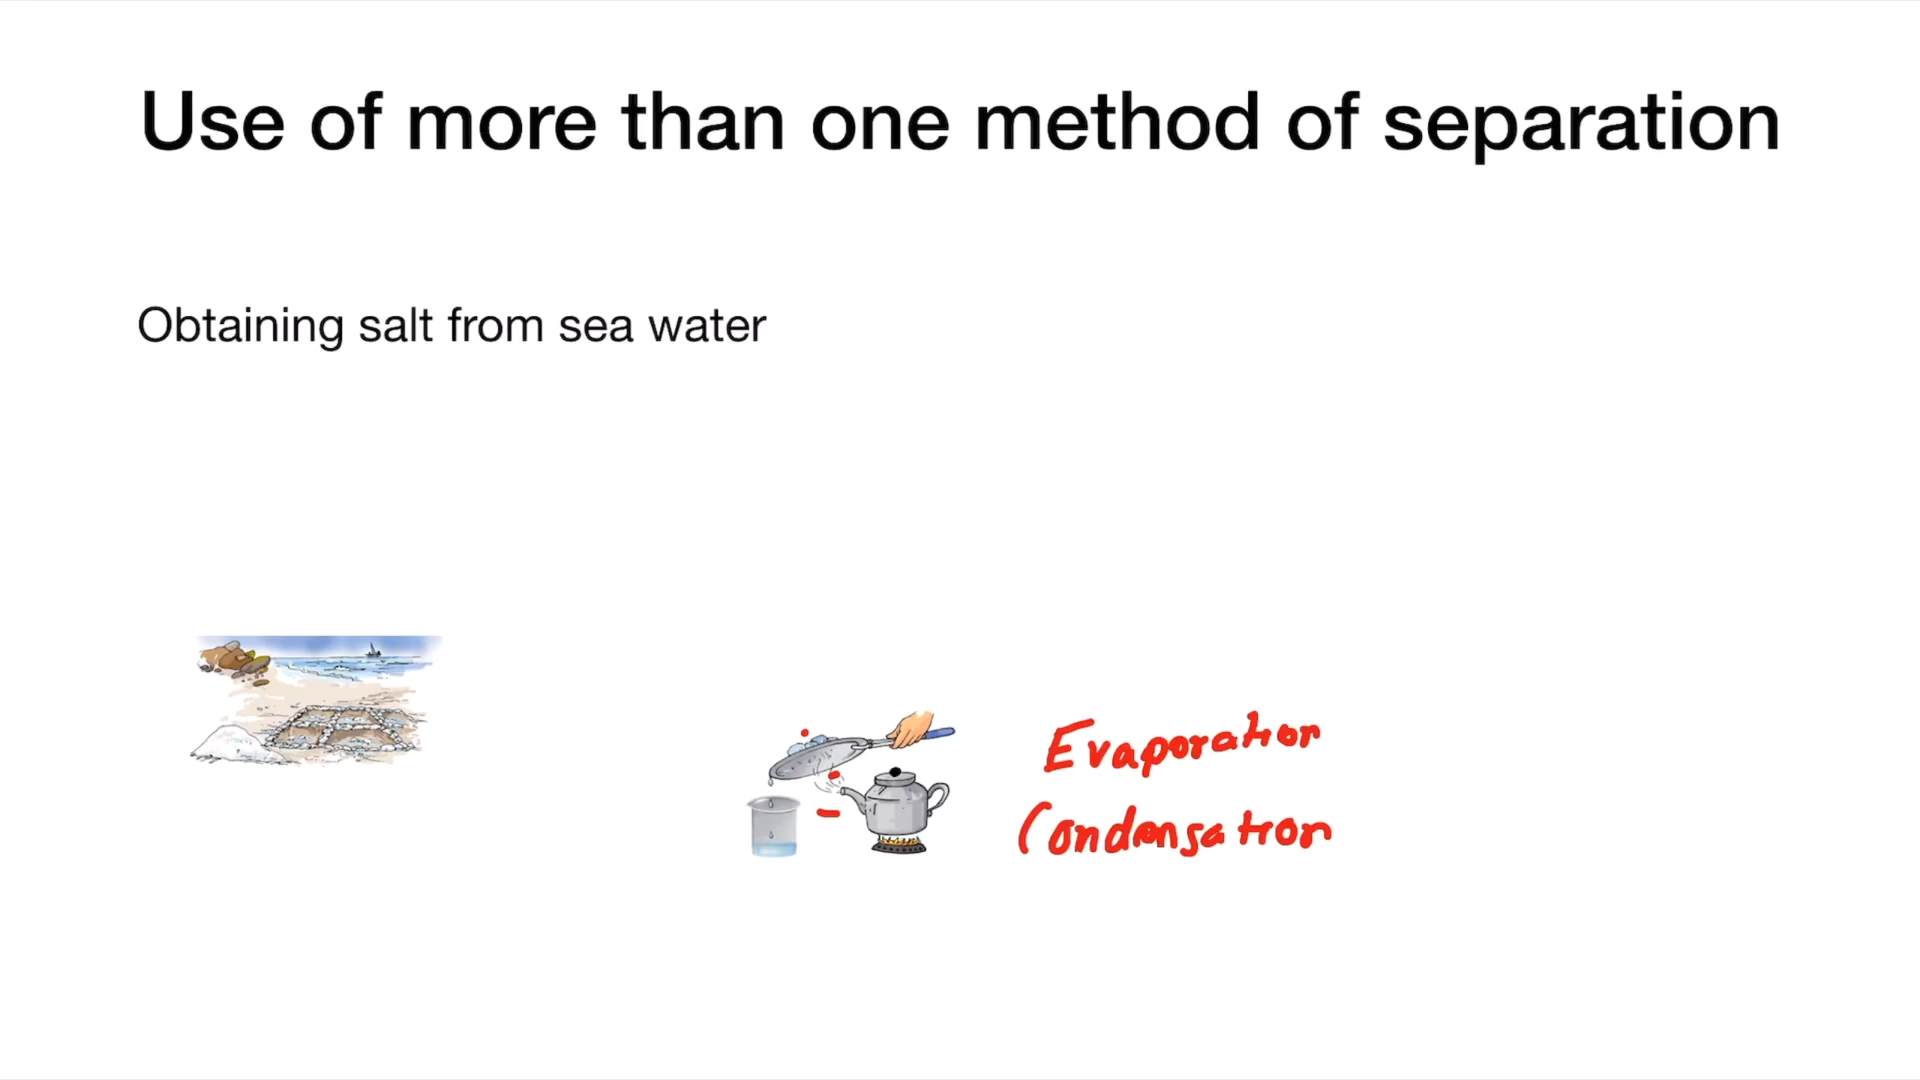 Use of more than one method of separation
Obtaining salt from sea water
Evaporation
Condensation